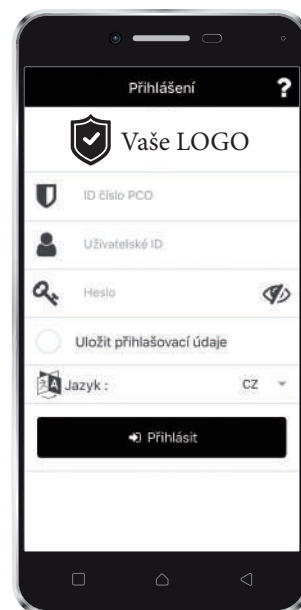 Přihlášení ?
Vaše LOGO
ID číslo PCO
Uživatelské ID
Heslo
Uložit přihlašovací údaje
A
Jazyk : CZ
Přihlásit